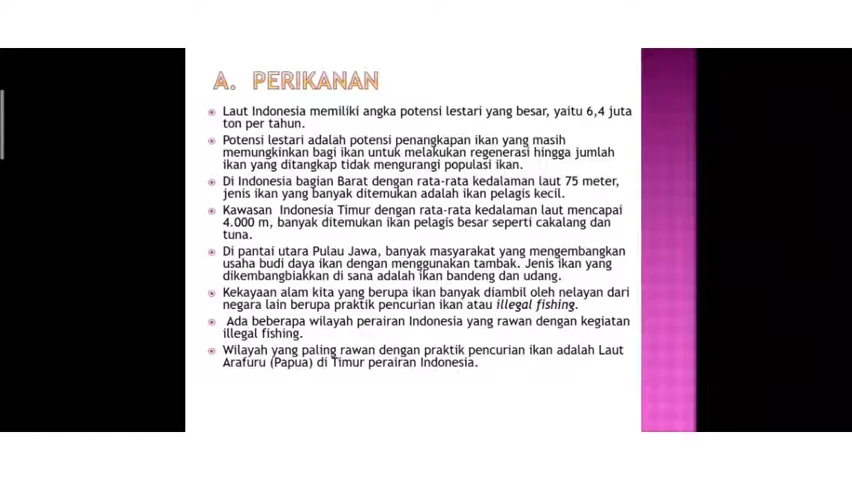 A. PERIKANAN
Laut Indonesia memiliki angka potensi lestari yang besar, yaitu 6,4 juta
ton per tahun.
Potensi lestari adalah potensi penangkapan ikan yang masih
memungkinkan bagi ikan untuk melakukan regenerasi hingga jumlah
ikan yang ditangkap tidak mengurangi populasi ikan.
Di Indonesia bagian Barat dengan rata-rata kedalaman laut 75 meter,
jenis ikan yang banyak ditemukan adalah ikan pelagis kecil.
Kawasan Indonesia Timur dengan rata-rata kedalaman laut mencapai
4.000 m, banyak ditemukan ikan pelagis besar seperti cakalang dan
tuna.
Di pantai utara Pulau Jawa, banyak masyarakat yang mengembangkan
usaha budi daya ikan dengan menggunakan tambak. Jenis ikan yang
dikembangbiakkan di sana adalah ikan bandeng dan udang.
Kekayaan alam kita yang berupa ikan banyak diambil oleh nelayan dari
negara lain berupa praktik pencurian ikan atau illegal fishing.
Ada beberapa wilayah perairan Indonesia yang rawan dengan kegiatan
illegal fishing.
Wilayah yang paling rawan dengan praktik pencurian ikan adalah Laut
Arafuru (Papua) di Timur perairan Indonesia.